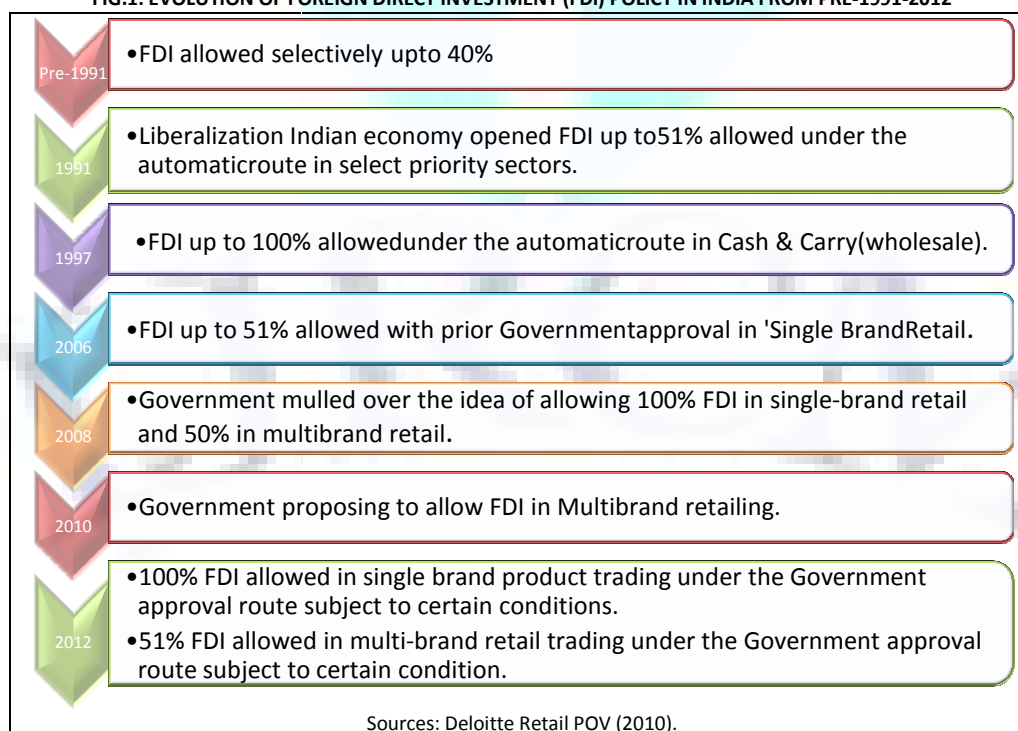 FIG.1: EVOLUTION OF FOREIGN DIRECT INVESTMENT (FDI) POLICY IN INDIA FROM PRE-1991-2012
Pre-1991
•FDI allowed selectively upto 40%
1991
•Liberalization Indian economy opened FDI up to51% allowed under the
automaticroute in select priority sectors.
1997
•FDI up to 100% allowedunder the automaticroute in Cash & Carry(wholesale).
2006
•FDI up to 51% allowed with prior Governmentapproval in 'Single BrandRetail.
2008
•Government mulled over the idea of allowing 100% FDI in single-brand retail
and 50% in multibrand retail.
2010
•Government proposing to allow FDI in Multibrand retailing.
2012
•100% FDI allowed in single brand product trading under the Government
approval route subject to certain conditions.
•51% FDI allowed in multi-brand retail trading under the Government approval
route subject to certain condition.
Sources: Deloitte Retail POV (2010).